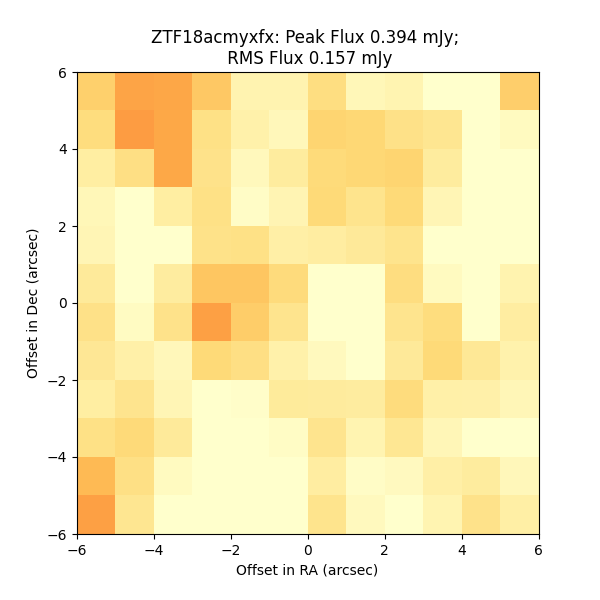 ZTF18acmyxfx: Peak Flux 0.394 mJy;
RMS Flux 0.157 mJy
6
4
2
0
−2
−4
−6
Offset in Dec (arcsec)
−6 −4 −2 0 2 4 6
Offset in RA (arcsec)